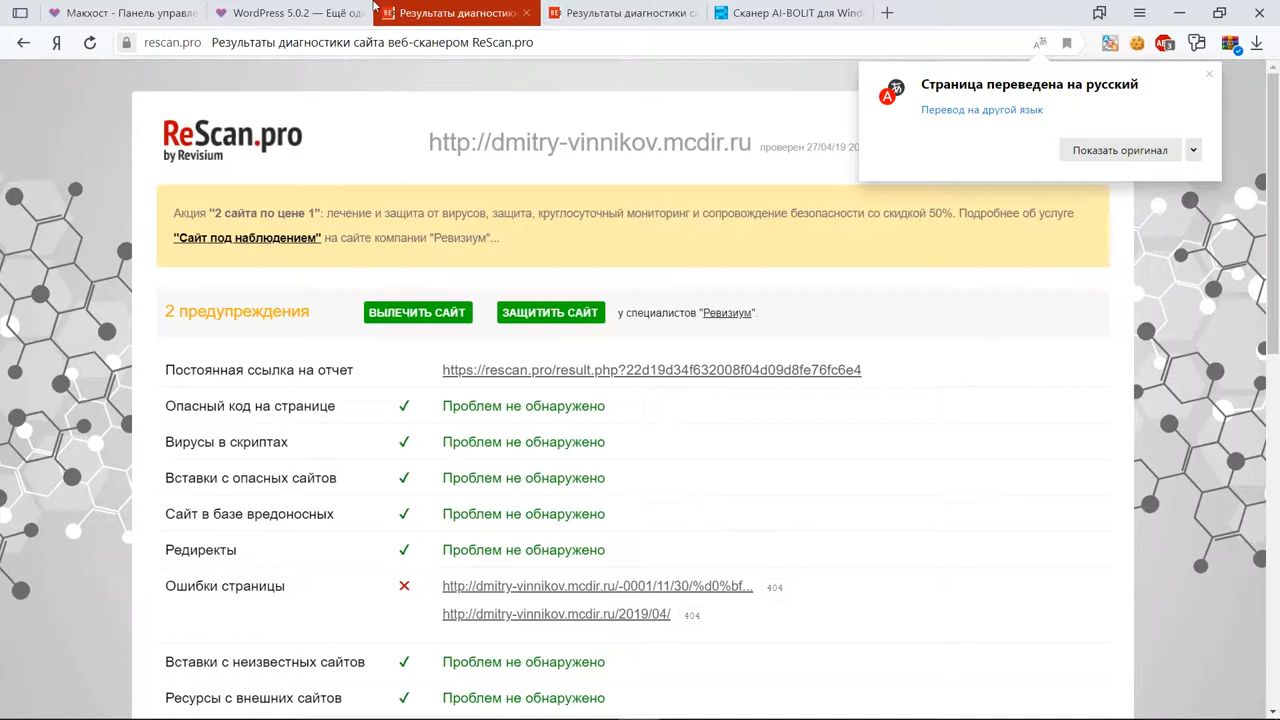 Макхост - Панель управле
WordPress 5.0.2 — Ещё од
Результаты диагностики
Результаты диагностики са
Сканер AI-BOLIT для Wind
Я
rescan.pro Результаты диагностики сайта веб-сканером ReScan.pro
Страница переведена на русский
Перевод на другой язык
Показать оригинал
ReScan.pro
by Revisium
http://dmitry-vinnikov.mcdir.ru проверен 27/04/19 20
Акция "2 сайта по цене 1": лечение и защита от вирусов, защита, круглосуточный мониторинг и сопровождение безопасности со скидкой 50%. Подробнее об услуге
"Сайт под наблюдением" на сайте компании "Ревизиум"...
2 предупреждения ВЫЛЕЧИТЬ САЙТ ЗАЩИТИТЬ САЙТ у специалистов "Ревизиум".
Постоянная ссылка на отчет https://rescan.pro/result.php?22d19d34f632008f04d09d8fe76fc6e4
Опасный код на странице ✓ Проблем не обнаружено
Вирусы в скриптах ✓ Проблем не обнаружено
Вставки с опасных сайтов ✓ Проблем не обнаружено
Сайт в базе вредоносных ✓ Проблем не обнаружено
Редиректы ✓ Проблем не обнаружено
Ошибки страницы ✕ http://dmitry-vinnikov.mcdir.ru/-0001/11/30/%d0%bf... 404
http://dmitry-vinnikov.mcdir.ru/2019/04/ 404
Вставки с неизвестных сайтов ✓ Проблем не обнаружено
Ресурсы с внешних сайтов ✓ Проблем не обнаружено